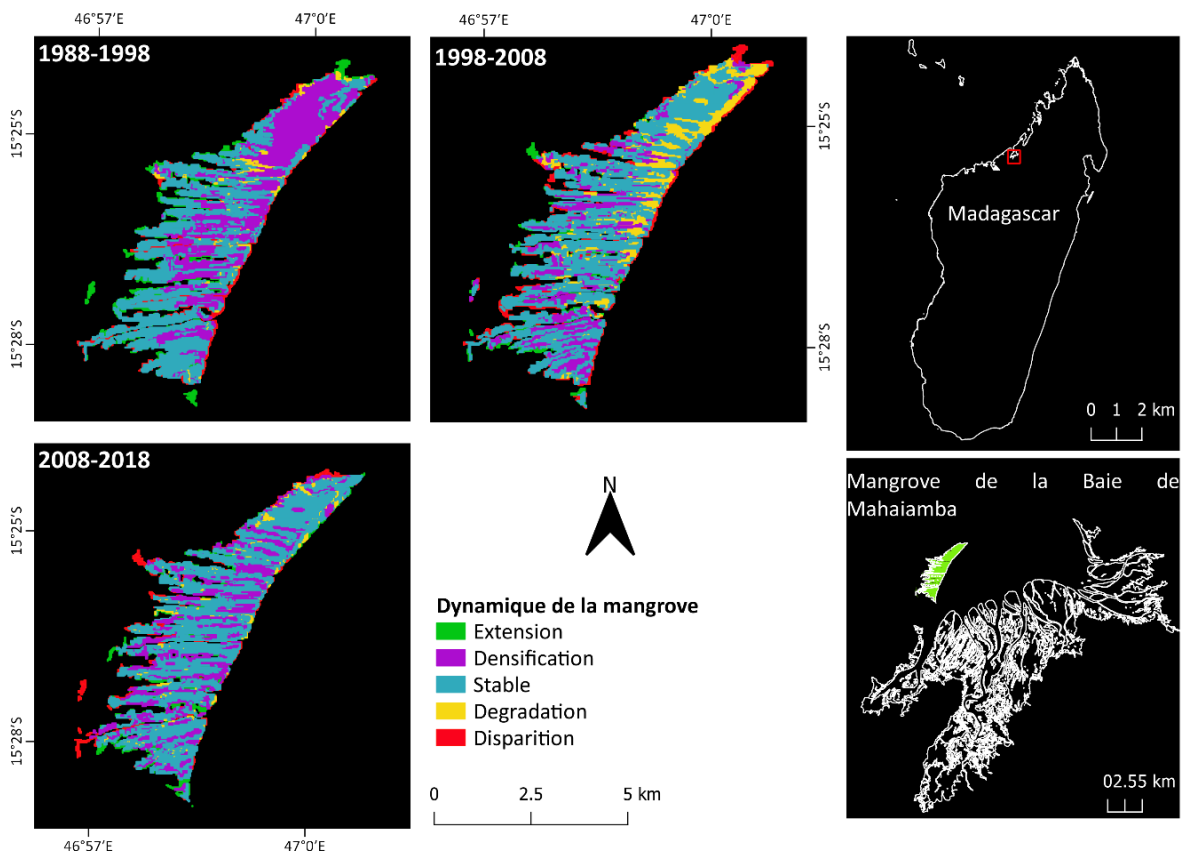 46°57'E
47°0'E
46°57'E
47°0'E
1988-1998
1998-2008
15°25'S
15°25'S
Madagascar
15°28'S
15°28'S
0 1 2 km
2008-2018
Mangrove de la Baie de
Mahaiamba
N
15°25'S
Dynamique de la mangrove
Extension
Densification
Stable
Degradation
Disparition
15°28'S
0 2.5 5 km
02.55 km
46°57'E
47°0'E